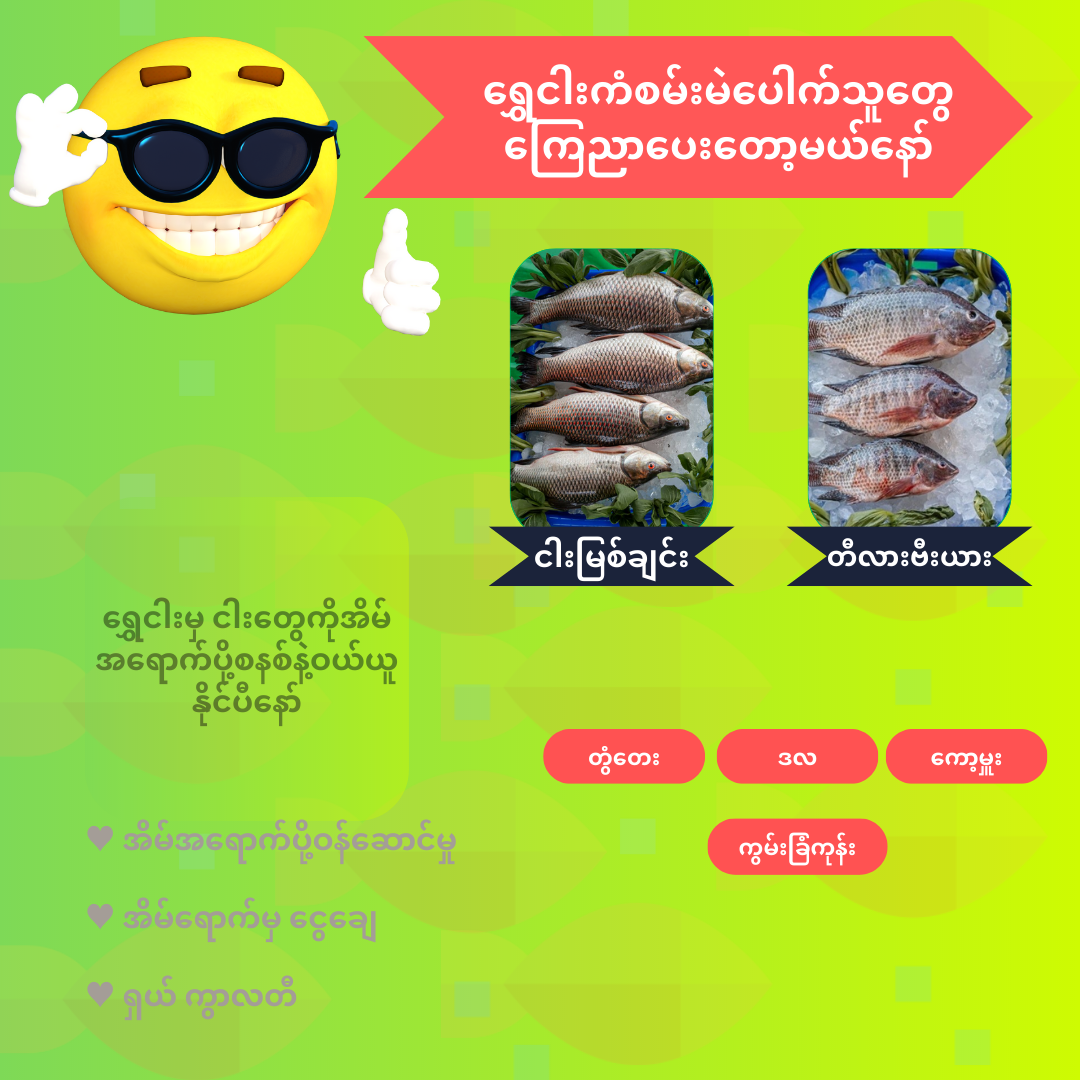 ရွှေငါးကံစမ်းမဲပေါက်သူတွေ
ကြေညာပေးတော့မယ်နော်
ငါးမြစ်ချင်း
တီလားဗီးယား
ရွှေငါးမှ ငါးတွေကိုအိမ်
အရောက်ပို့စနစ်နဲ့ဝယ်ယူ
နိုင်ပီနော်
တွံတေး
ဒလ
ကော့မှူး
ကွမ်းခြံကုန်း
♥ အိမ်အရောက်ပို့ဝန်ဆောင်မှု
♥ အိမ်ရောက်မှ ငွေချေ
♥ ရှယ် ကွာလတီ